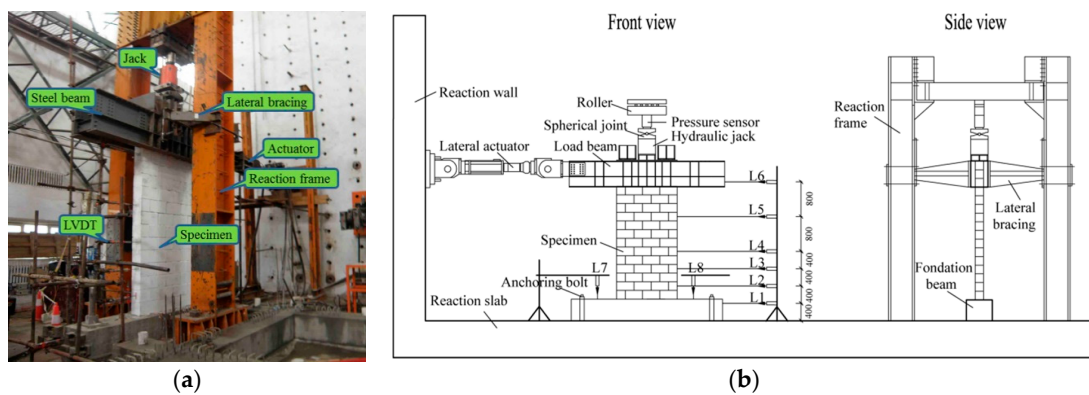 Jack
Steel beam
Lateral bracing
Actuator
Reaction frame
LVDT
Specimen
(a)
Front view
Side view
Reaction wall
Roller
Pressure sensor
Spherical joint
Hydraulic jack
Lateral actuator
Load beam
L6
800
L5
800
Specimen
L4
400
L3
400
L7
L8
L2
Anchoring bolt
400
L1
Reaction slab
400
Reaction
frame
Lateral
bracing
Fondation
beam
(b)